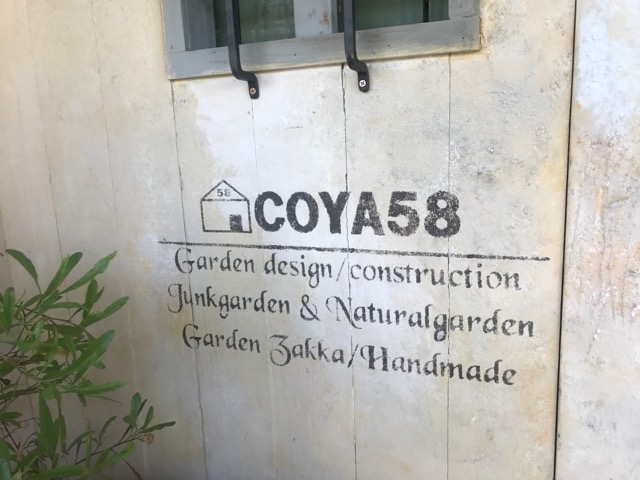 58
COYA58
Garden design/construction
Junkgarden & Naturalgarden
Garden Zakka/Handmade